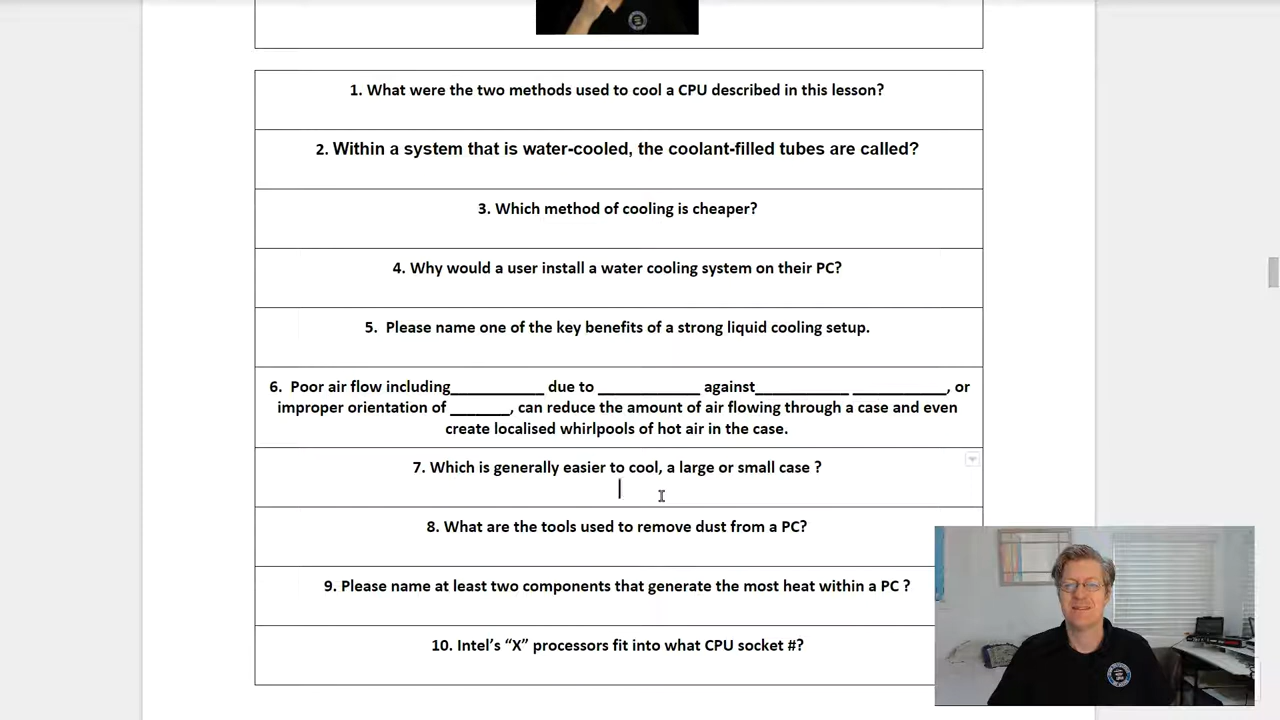 1. What were the two methods used to cool a CPU described in this lesson?
2. Within a system that is water-cooled, the coolant-filled tubes are called?
3. Which method of cooling is cheaper?
4. Why would a user install a water cooling system on their PC?
5. Please name one of the key benefits of a strong liquid cooling setup.
6. Poor air flow including___________ due to ____________ against___________ ___________, or
improper orientation of _______, can reduce the amount of air flowing through a case and even
create localised whirlpools of hot air in the case.
7. Which is generally easier to cool, a large or small case ?
8. What are the tools used to remove dust from a PC?
9. Please name at least two components that generate the most heat within a PC ?
10. Intel's “X” processors fit into what CPU socket #?